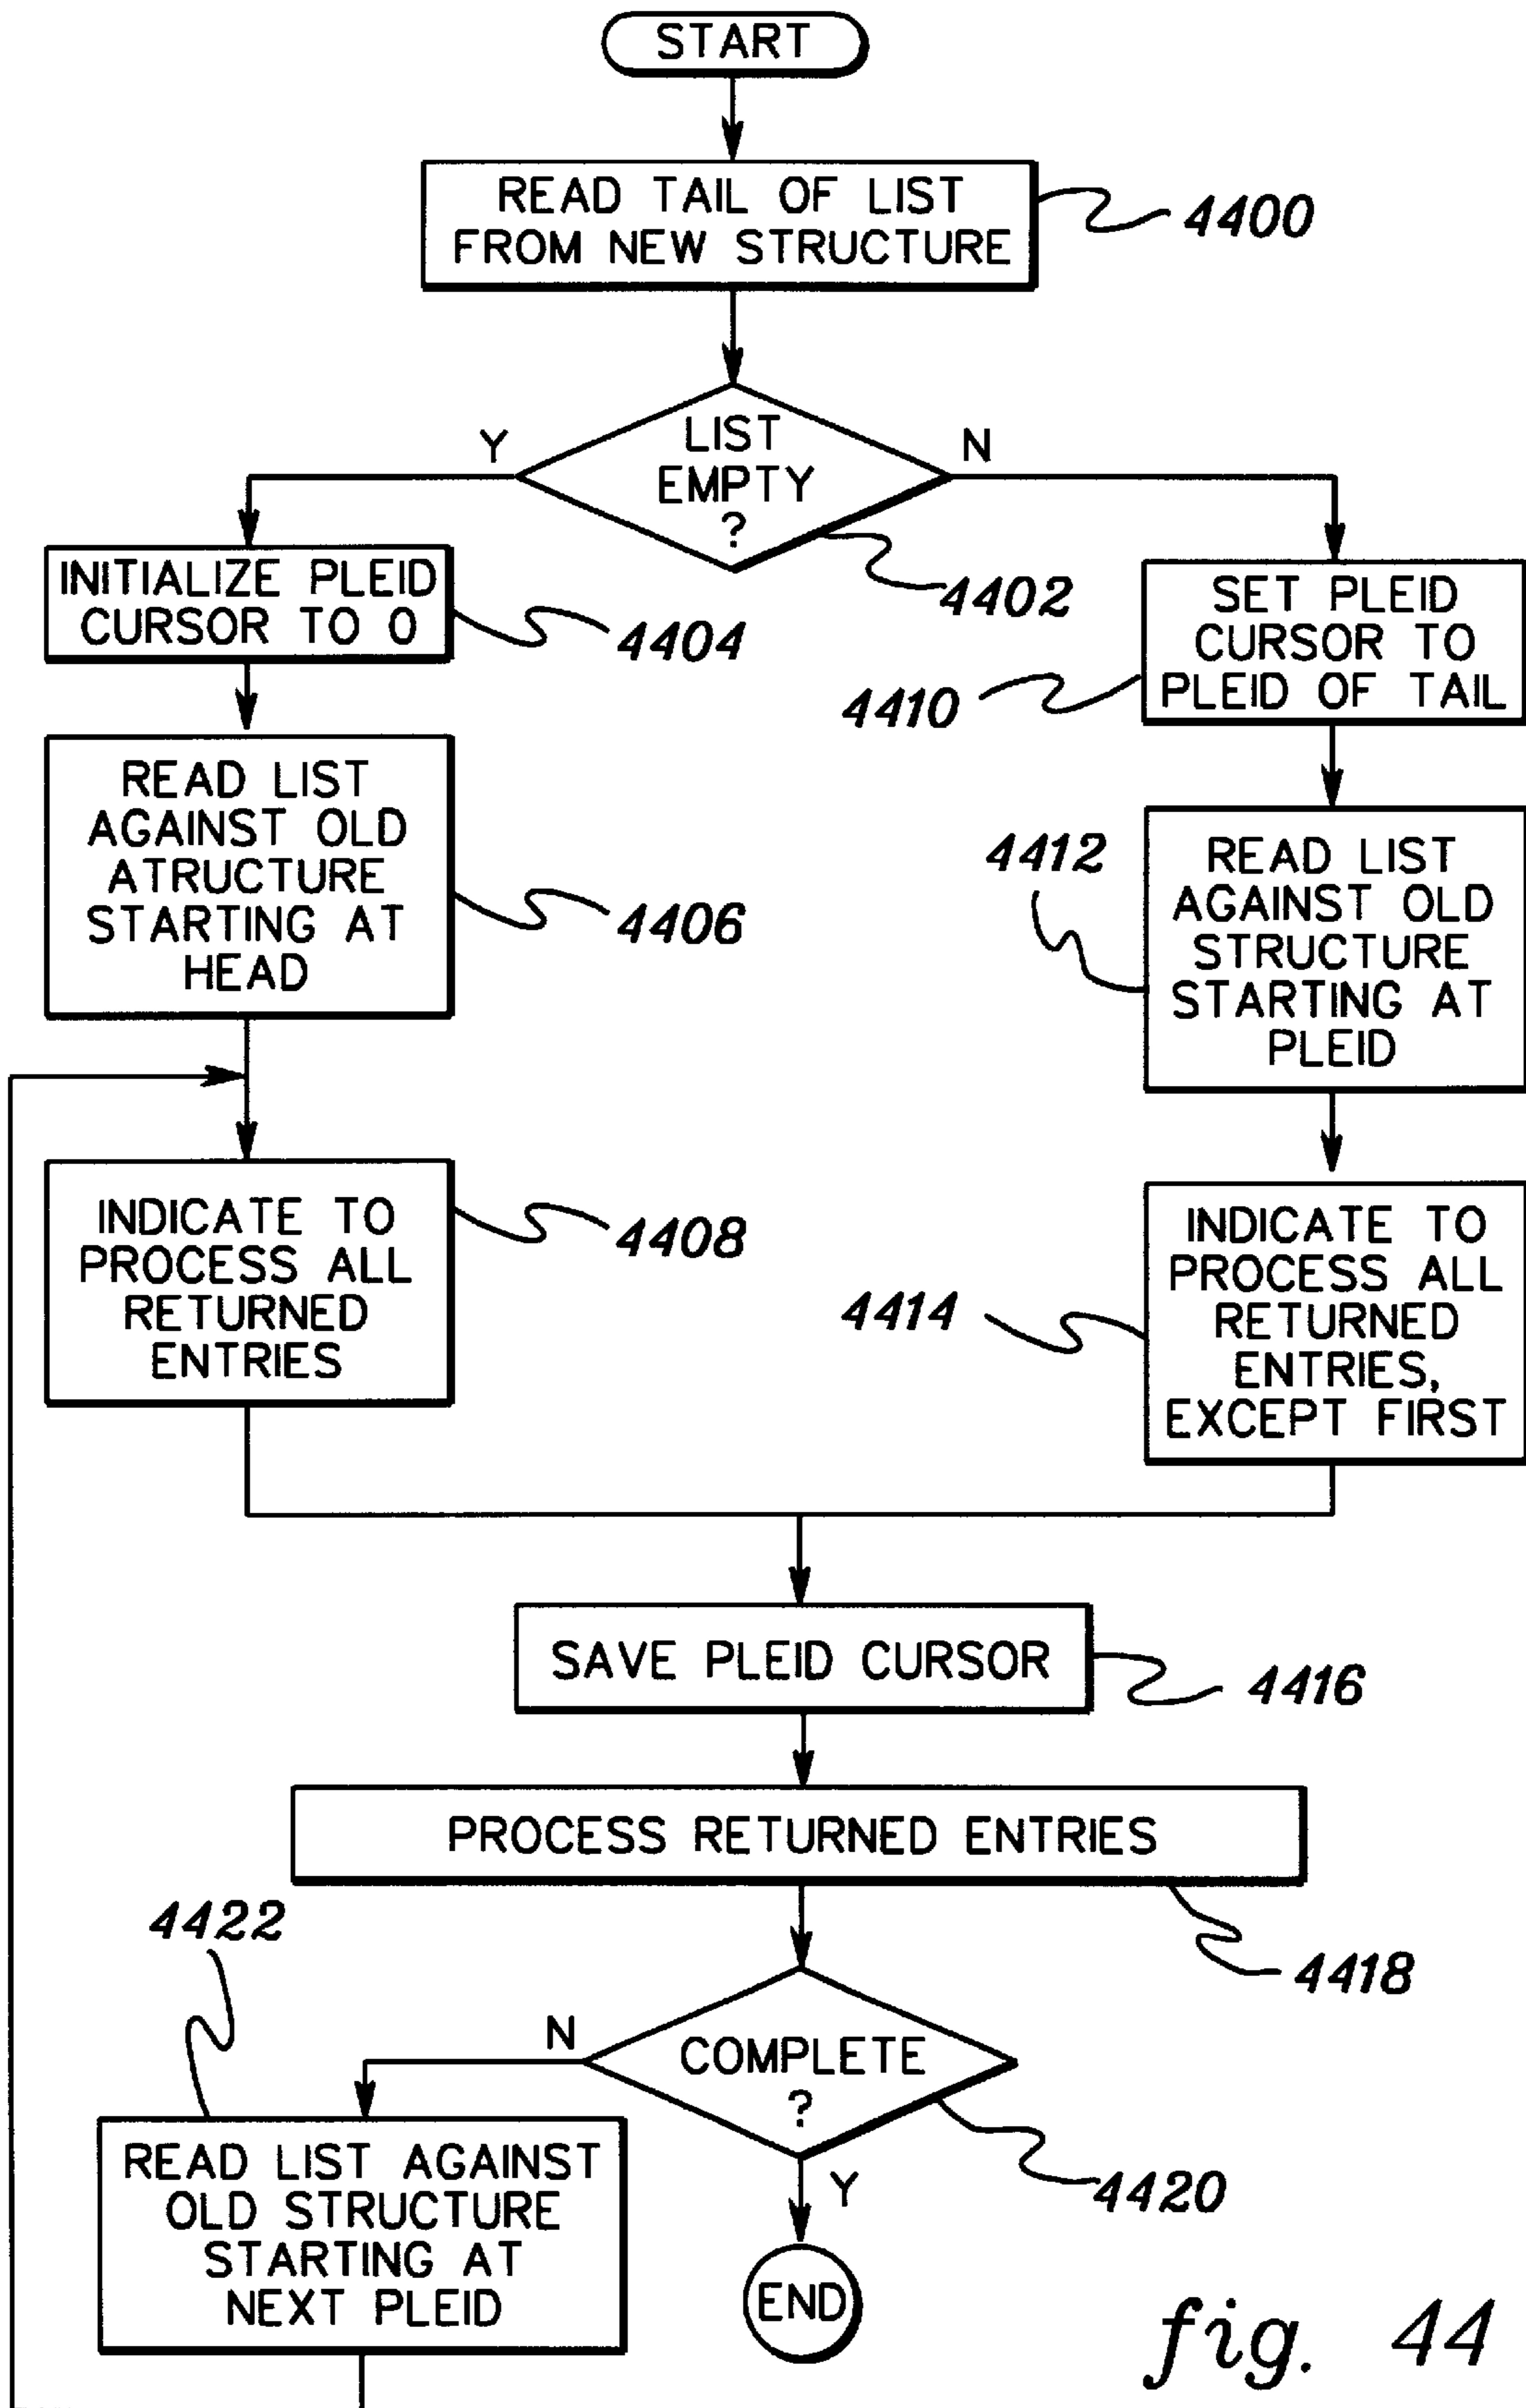 START
READ TAIL OF LIST
FROM NEW STRUCTURE
4400
LIST
EMPTY
?
Y
N
4402
INITIALIZE PLEID
CURSOR TO 0
4404
READ LIST
AGAINST OLD
ATRUCTURE
STARTING AT
HEAD
4406
INDICATE TO
PROCESS ALL
RETURNED
ENTRIES
4408
SET PLEID
CURSOR TO
PLEID OF TAIL
4410
READ LIST
AGAINST OLD
STRUCTURE
STARTING AT
PLEID
4412
INDICATE TO
PROCESS ALL
RETURNED
ENTRIES,
EXCEPT FIRST
4414
SAVE PLEID CURSOR
4416
PROCESS RETURNED ENTRIES
4418
COMPLETE
?
N
Y
4420
4422
READ LIST AGAINST
OLD STRUCTURE
STARTING AT
NEXT PLEID
END
fig. 44